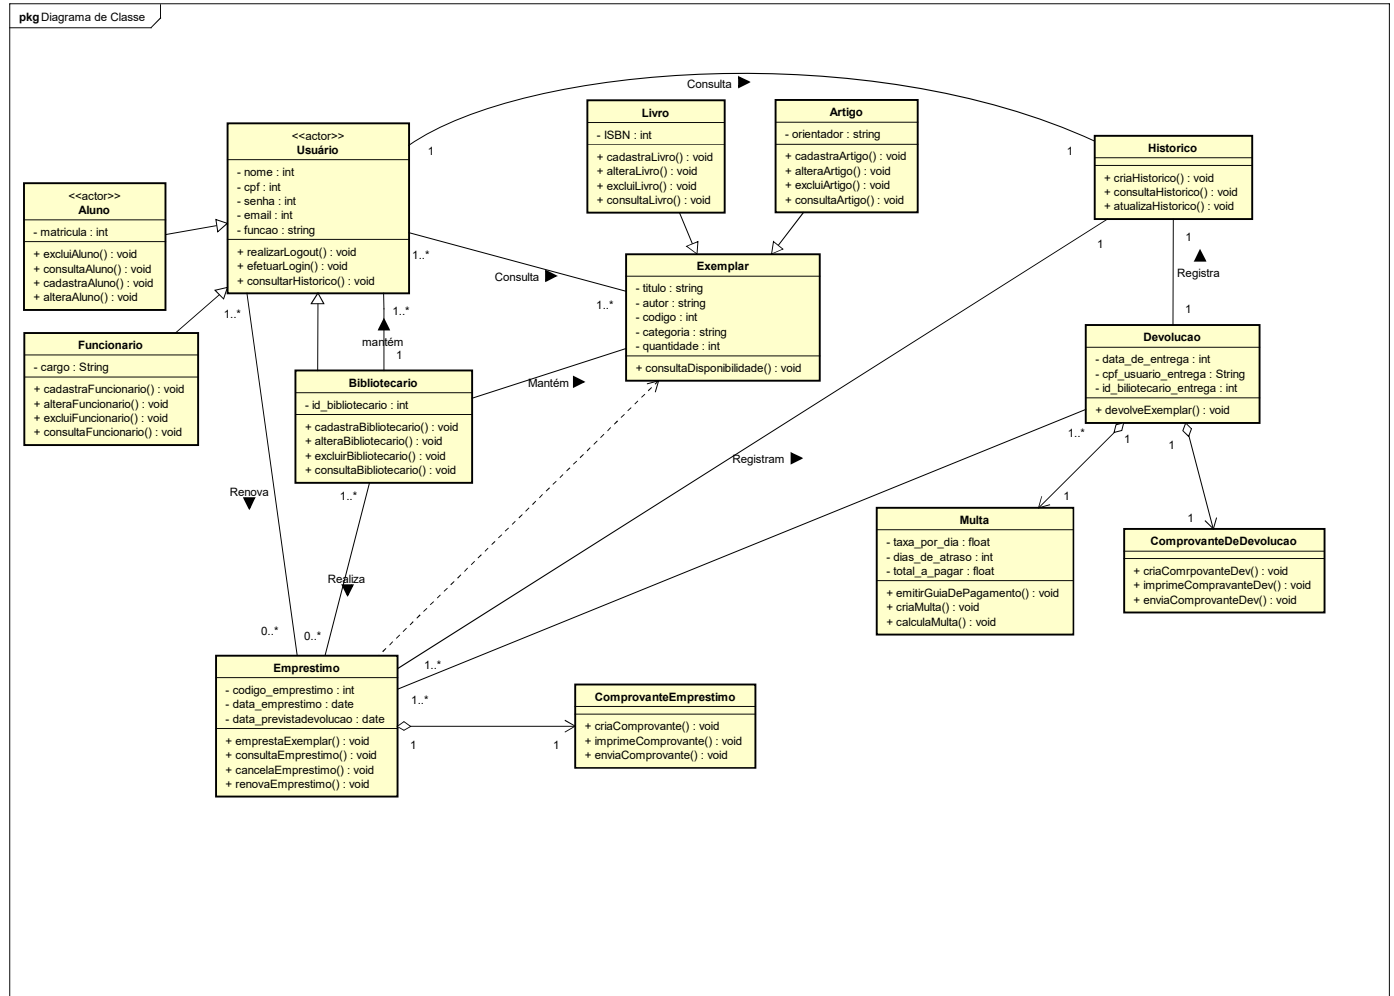 pkg Diagrama de Classe
Consulta
1
1
<<actor>>
Usuário
- nome : int
- cpf : int
- senha : int
- email : int
- funcao : string
+ realizarLogout() : void
+ efetuarLogin() : void
+ consultarHistorico() : void
Livro
- ISBN : int
+ cadastraLivro() : void
+ alteraLivro() : void
+ excluiLivro() : void
+ consultaLivro() : void
Artigo
- orientador : string
+ cadastraArtigo() : void
+ alteraArtigo() : void
+ excluiArtigo() : void
+ consultaArtigo() : void
Historico
+ criaHistorico() : void
+ consultaHistorico() : void
+ atualizaHistorico() : void
<<actor>>
Aluno
- matricula : int
+ excluiAluno() : void
+ consultaAluno() : void
+ cadastraAluno() : void
+ alteraAluno() : void
1..*
Consulta
1..*
Exemplar
- titulo : string
- autor : string
- codigo : int
- categoria : string
- quantidade : int
+ consultaDisponibilidade() : void
1
1
Registra
1
1..*
1..*
mantém
1
Funcionario
- cargo : String
+ cadastraFuncionario() : void
+ alteraFuncionario() : void
+ excluiFuncionario() : void
+ consultaFuncionario() : void
Bibliotecario
- id_bibliotecario : int
+ cadastraBibliotecario() : void
+ alteraBibliotecario() : void
+ excluirBibliotecario() : void
+ consultaBibliotecario() : void
Mantém
Devolucao
- data_de_entrega : int
- cpf_usuario_entrega : String
- id_biliotecario_entrega : int
+ devolveExemplar() : void
1..*
1
1
Registram
Renova
1..*
1
1
Multa
- taxa_por_dia : float
- dias_de_atraso : int
- total_a_pagar : float
+ emitirGuiaDePagamento() : void
+ criaMulta() : void
+ calculaMulta() : void
ComprovanteDeDevolucao
+ criaComrpovanteDev() : void
+ imprimeCompravanteDev() : void
+ enviaComprovanteDev() : void
Realiza
0..*
0..*
1..*
1..*
Emprestimo
- codigo_emprestimo : int
- data_emprestimo : date
- data_previstadevolucao : date
+ emprestaExemplar() : void
+ consultaEmprestimo() : void
+ cancelaEmprestimo() : void
+ renovaEmprestimo() : void
1
1
ComprovanteEmprestimo
+ criaComprovante() : void
+ imprimeComprovante() : void
+ enviaComprovante() : void